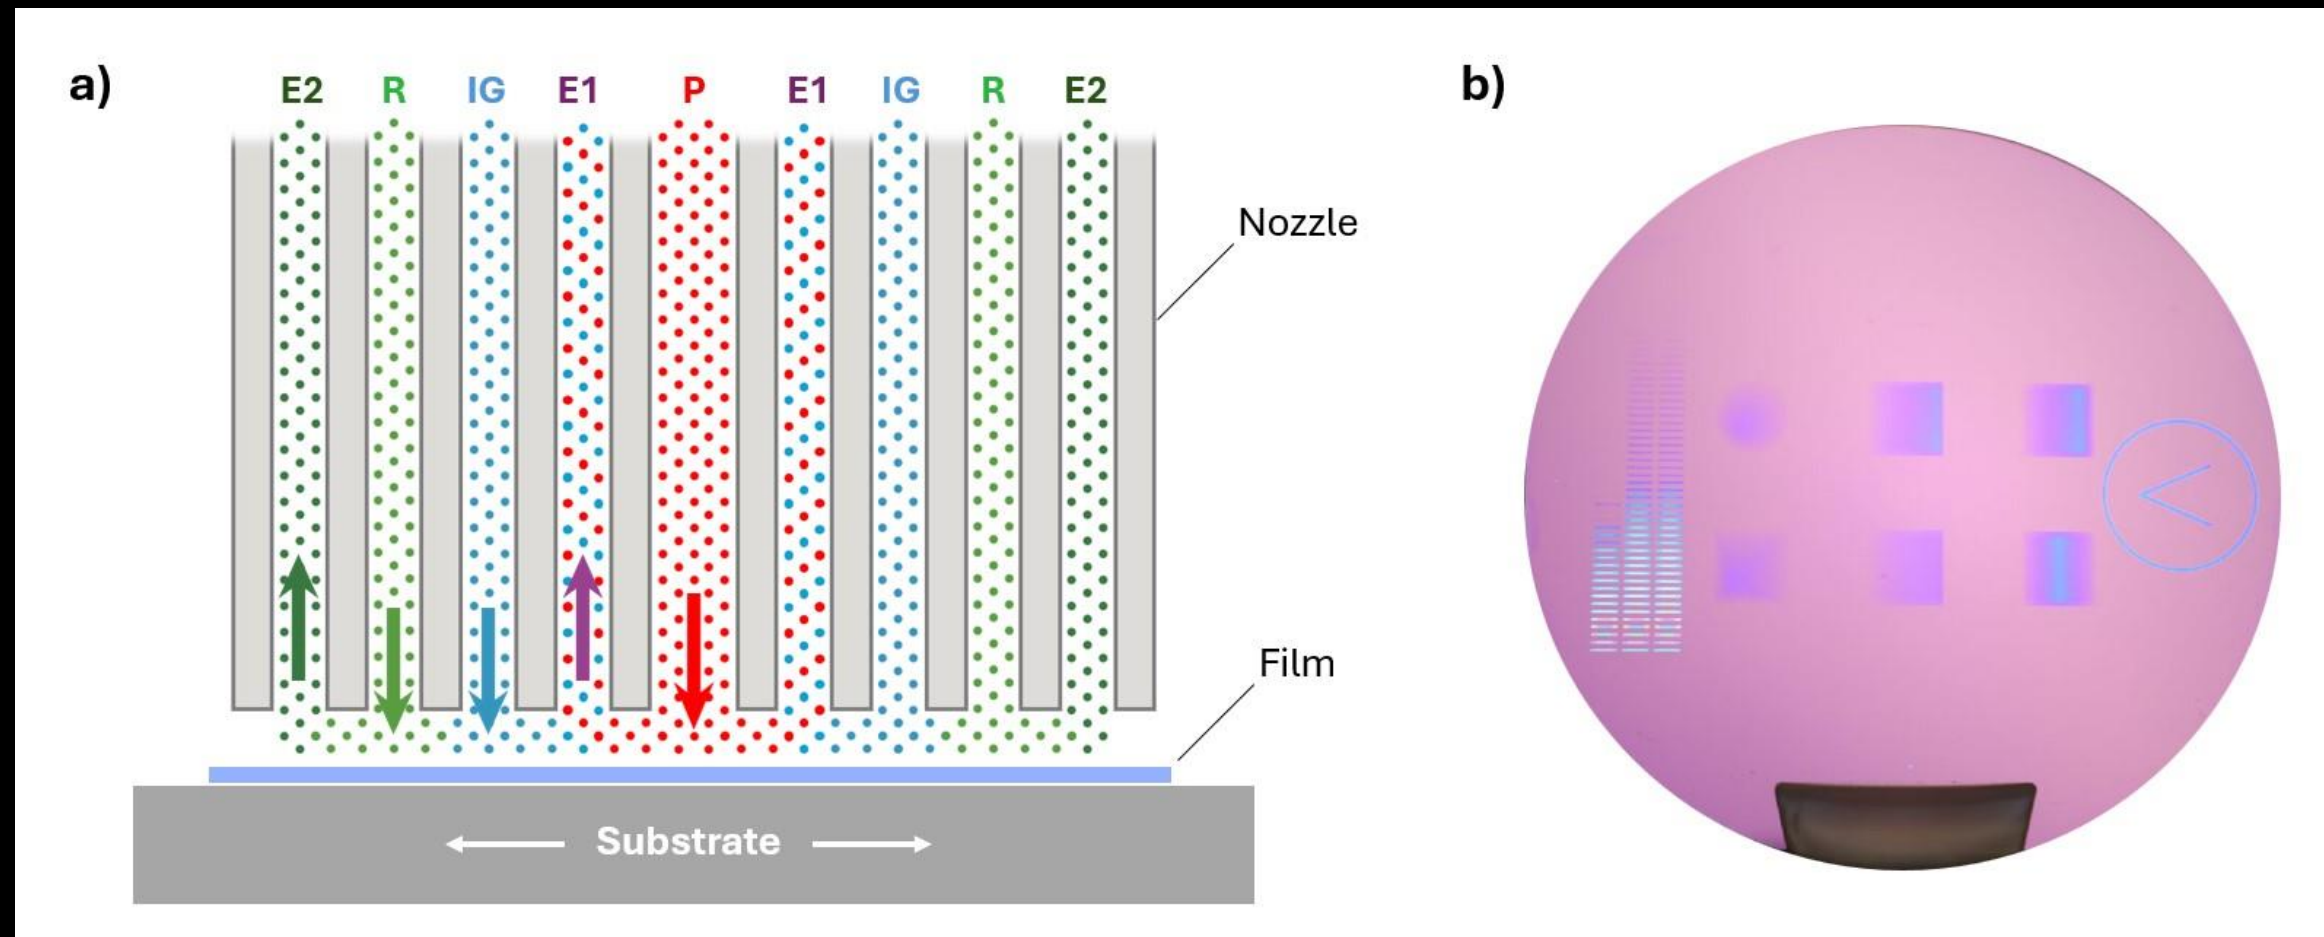 a)
E2 R IG E1 P E1 IG R E2
Nozzle
Film
Substrate
b)